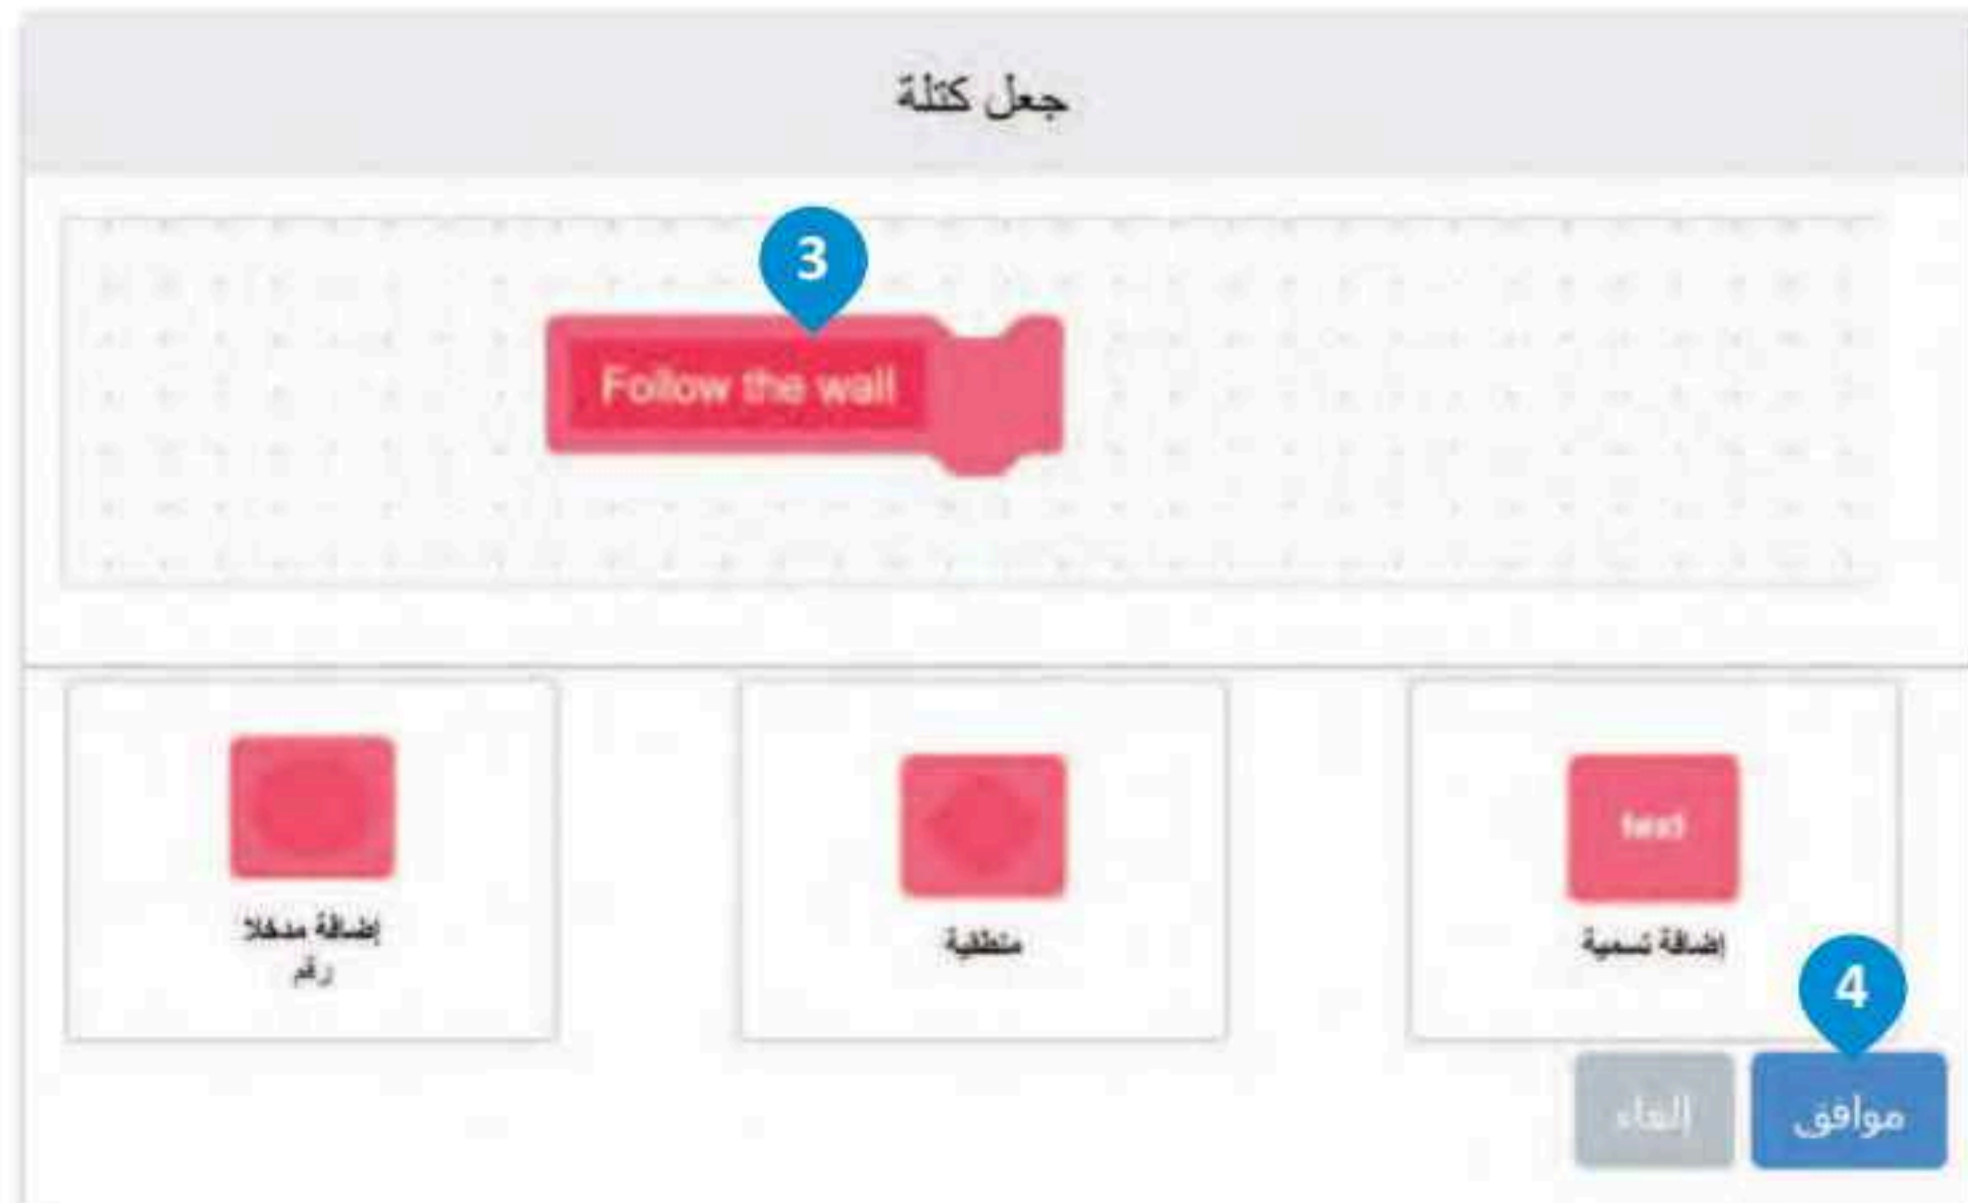 جعل كتلة
3
Follow the wall
text
إضافة تسمية
منطقية
إضافة مدخلا
رقم
4
موافق
إلغاء